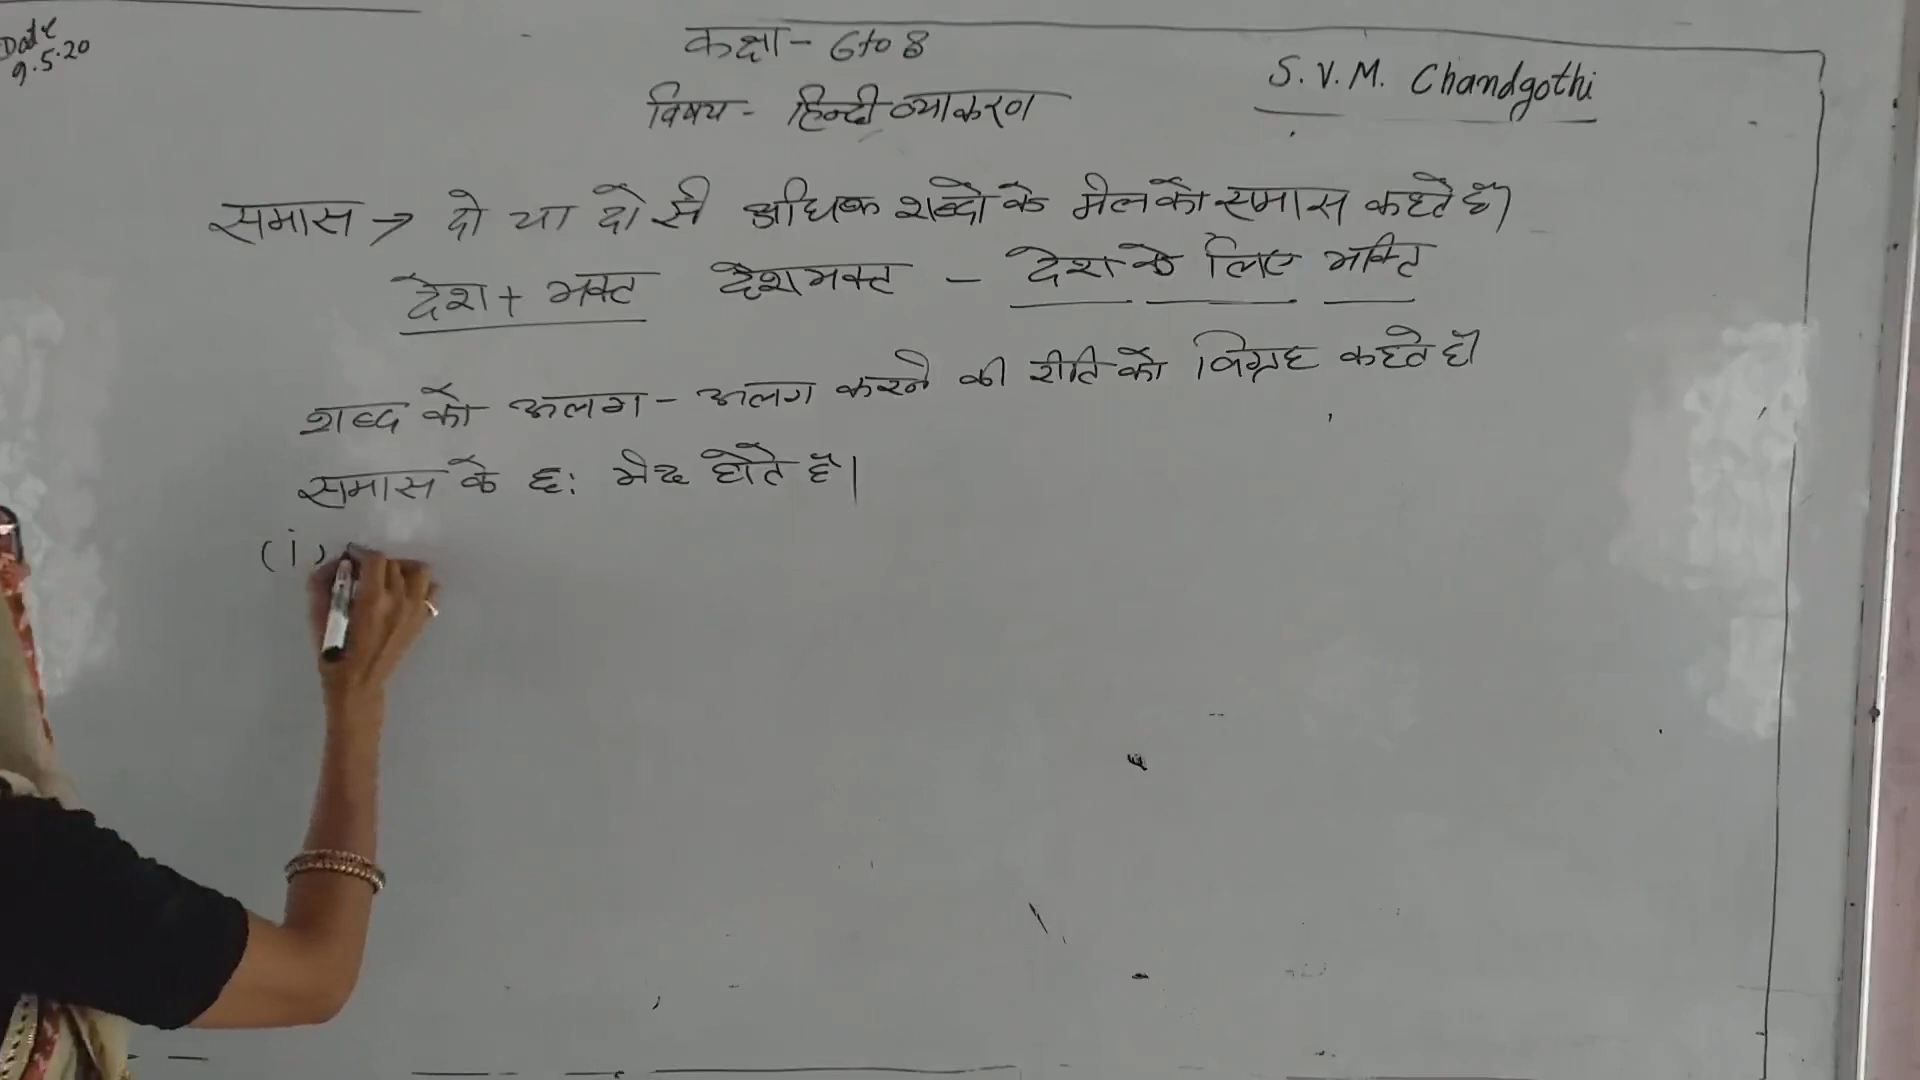 Date
9.5.20
कक्षा - 6 to 8
S. V. M. Chandgothi
विषय - हिन्दी व्याकरण
समास → दो या दो से अधिक शब्दो के मेल को समास कहते है।
देश + भक्त देशभक्त - देश के लिए भक्ति
शब्द को अलग - अलग करने की रीति को विग्रह कहते है।
समास के छ: भेद होते है।
(i)